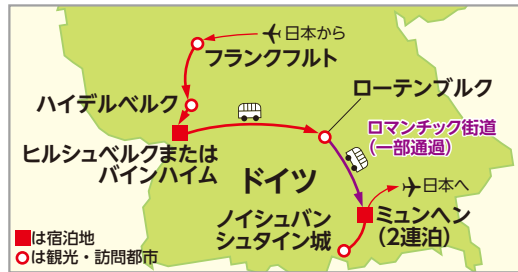 日本から
フランクフルト
ハイデルベルク
ローテンブルク
ロマンチック街道
(一部通過)
ヒルシュベルクまたは
バインハイム
ドイツ
日本へ
ミュンヘン
(2連泊)
ノイシュバン
シュタイン城
は宿泊地
は観光・訪問都市